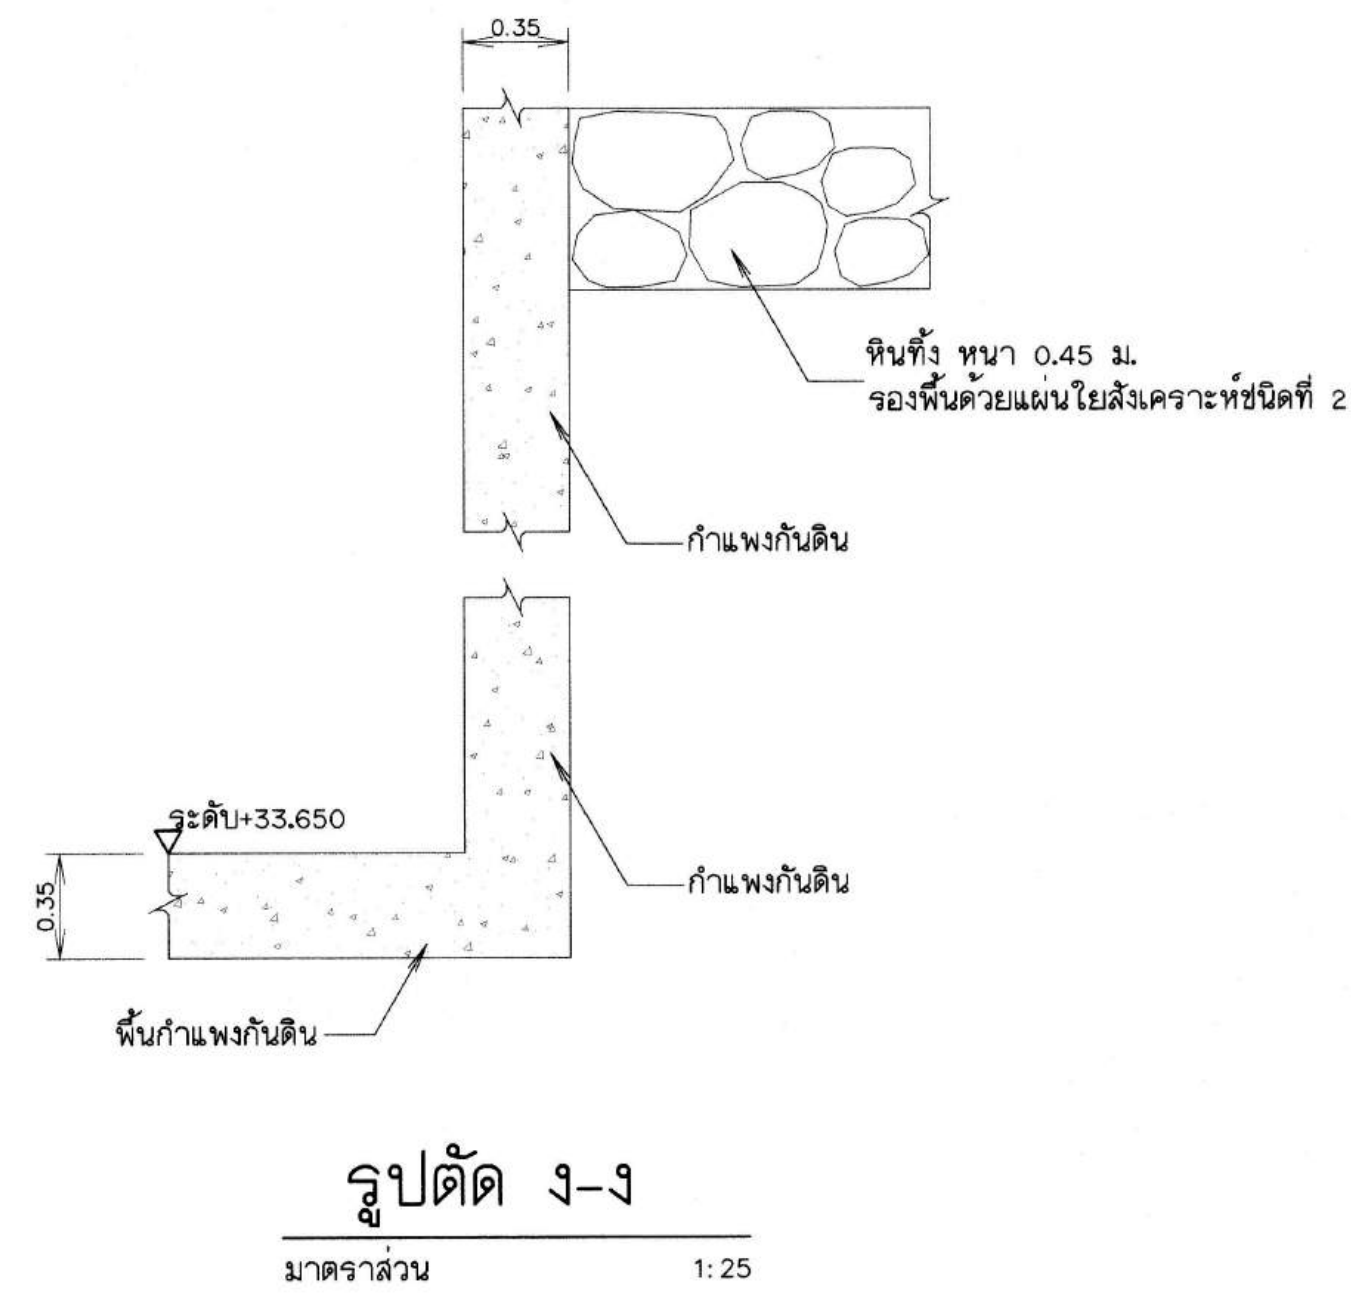 0.35
หินทิ้ง หนา 0.45 ม.
รองพื้นด้วยแผ่นใยสังเคราะห์ชนิดที่ 2
กำแพงกันดิน
ระดับ+33.650
0.35
กำแพงกันดิน
พื้นกำแพงกันดิน
รูปตัด ง-ง
มาตราส่วน 1:25